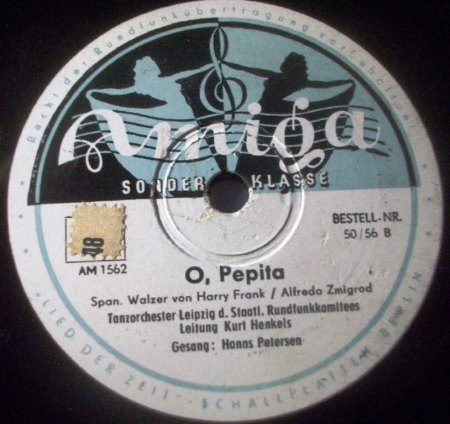 Recht der Rundfunkübertragung vorbehalten!
Amiga
SONDER KLASSE
BESTELL-NR.
50/56 B
48
AM 1562
O, Pepita
Span. Walzer von Harry Frank / Alfredo Zmigrod
Tanzorchester Leipzig d. Staatl. Rundfunkkomitees
Leitung Kurt Henkels
Gesang: Hanns Petersen
"LIED DER ZEIT" - SCHALLPLATTEN BERLIN